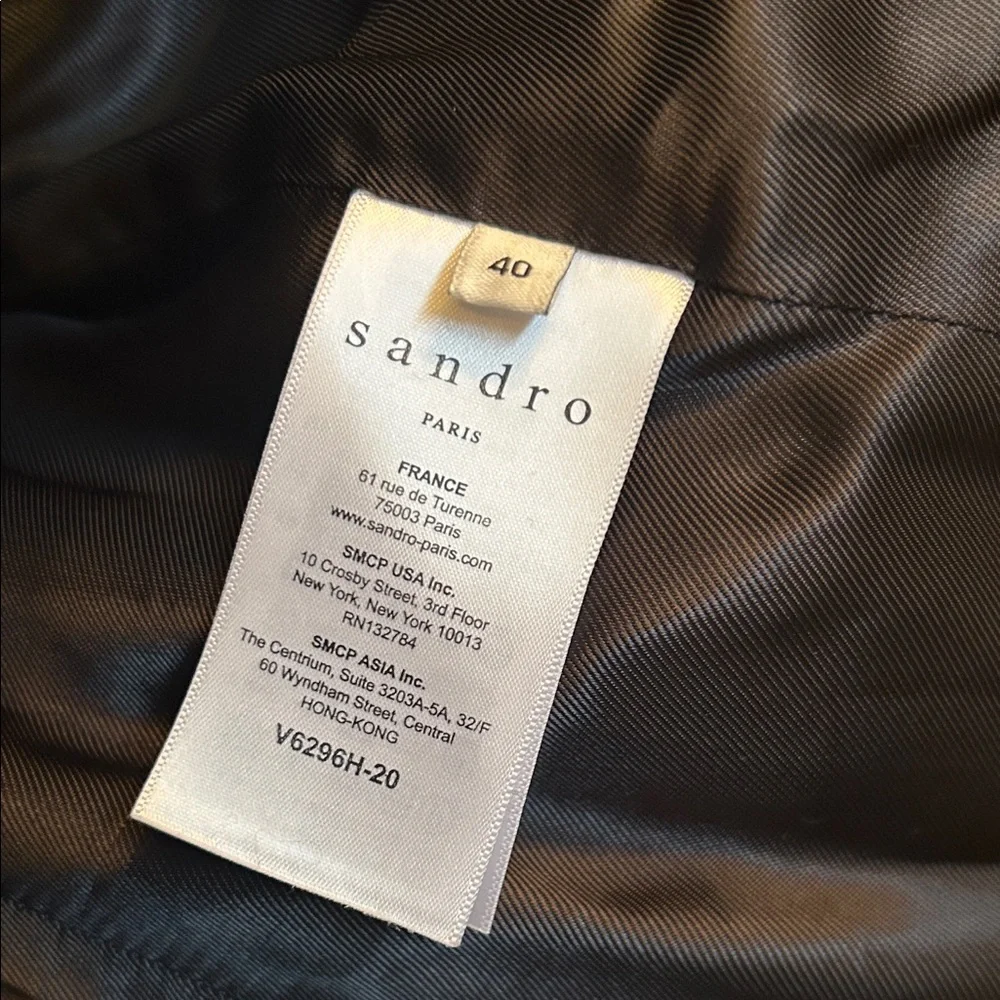 40
sandro
PARIS
FRANCE
61 rue de Turenne
75003 Paris
www.sandro-paris.com
SMCP USA Inc.
10 Crosby Street, 3rd Floor
New York, New York 10013
RN132784
SMCP ASIA Inc.
The Centrium, Suite 3203A-5A, 32/F
60 Wyndham Street, Central
HONG-KONG
V6296H-20